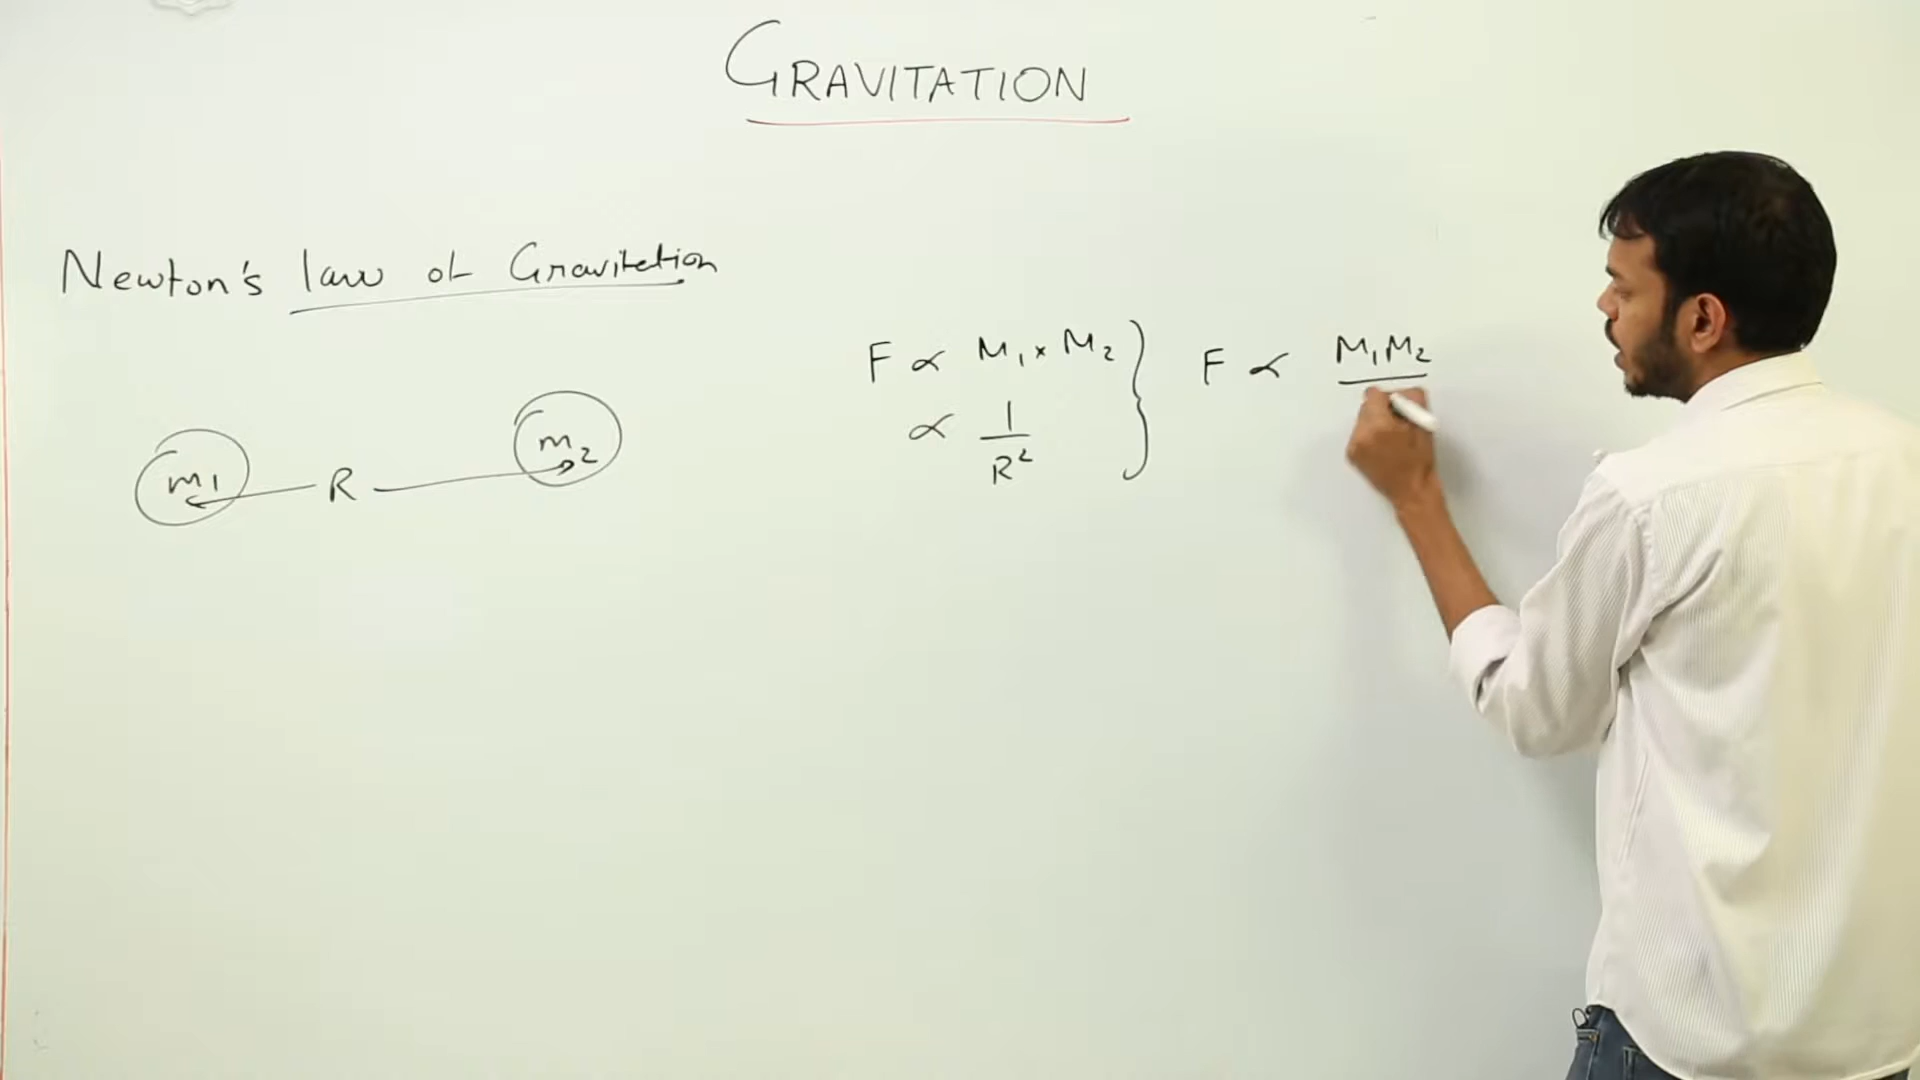 GRAVITATION
Newton's law of Gravitation
m1 R m2
F ∝ M₁ × M₂
∝ 1/R²
F ∝ M₁M₂